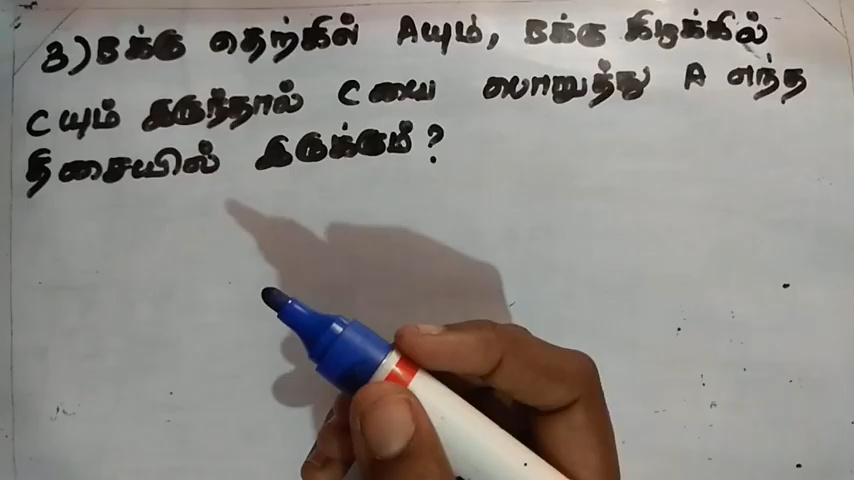 3) Bக்கு தெற்கில் Aயும், Bக்கு கிழக்கில்
Cயும் இருந்தால் Cயை பொறுத்து A எந்த
திசையில் இருக்கும்?